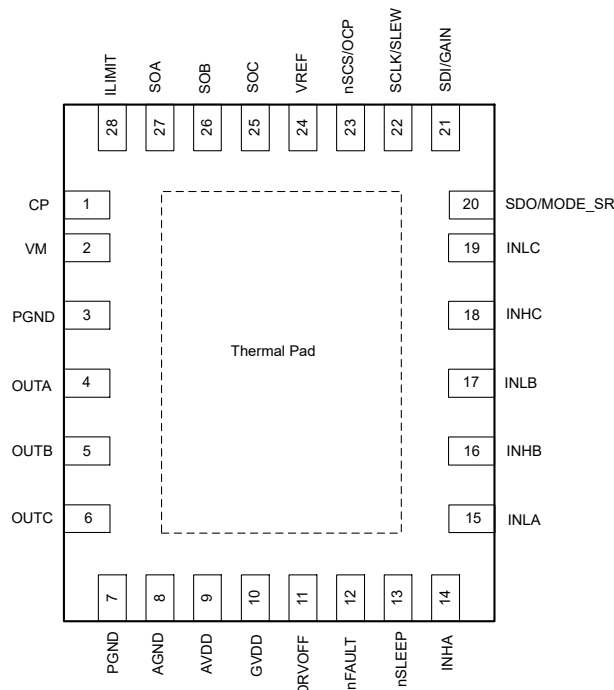 ILIMIT
SOA
SOB
SOC
VREF
nSCS/OCP
SCLK/SLEW
SDI/GAIN
28
27
26
25
24
23
22
21
CP 1
20 SDO/MODE_SR
VM 2
19 INLC
PGND 3
18 INHC
Thermal Pad
OUTA 4
17 INLB
OUTB 5
16 INHB
OUTC 6
15 INLA
7
8
9
10
11
12
13
14
PGND
AGND
AVDD
GVDD
DRVOFF
nFAULT
nSLEEP
INHA